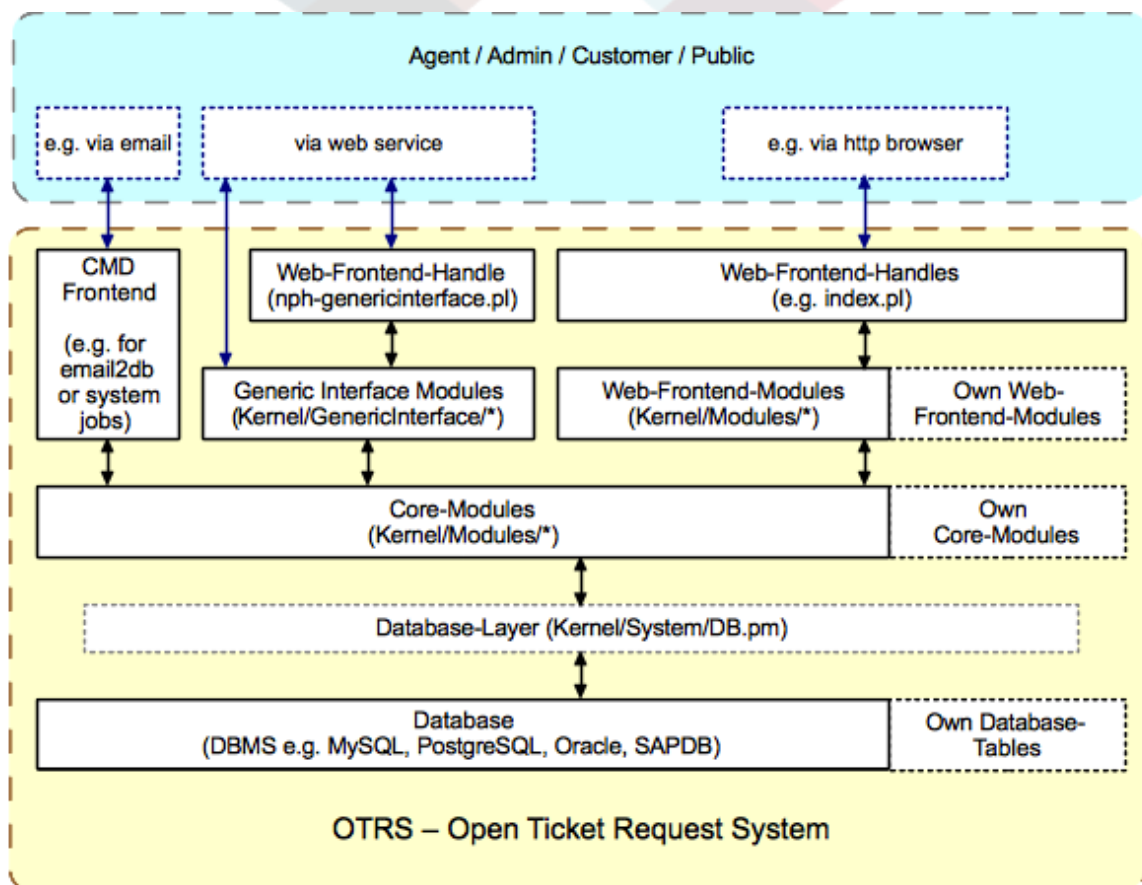 Agent / Admin / Customer / Public
e.g. via email
via web service
e.g. via http browser
CMD
Frontend
(e.g. for
email2db
or system
jobs)
Web-Frontend-Handle
(nph-genericinterface.pl)
Web-Frontend-Handles
(e.g. index.pl)
Generic Interface Modules
(Kernel/GenericInterface/*)
Web-Frontend-Modules
(Kernel/Modules/*)
Own Web-
Frontend-Modules
Core-Modules
(Kernel/Modules/*)
Own
Core-Modules
Database-Layer (Kernel/System/DB.pm)
Database
(DBMS e.g. MySQL, PostgreSQL, Oracle, SAPDB)
Own Database-
Tables
OTRS – Open Ticket Request System